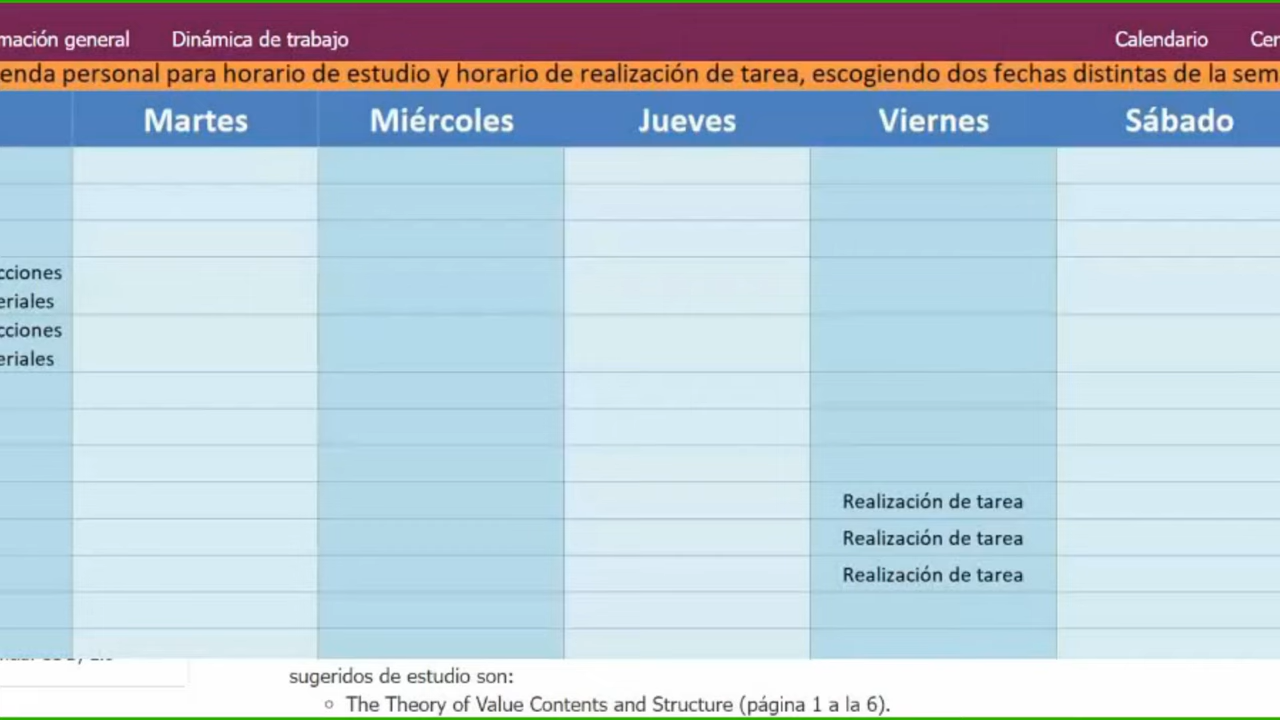 mación general Dinámica de trabajo Calendario Cer
enda personal para horario de estudio y horario de realización de tarea, escogiendo dos fechas distintas de la sem
Martes Miércoles Jueves Viernes Sábado
cciones
eriales
cciones
eriales
Realización de tarea
Realización de tarea
Realización de tarea
sugeridos de estudio son:
The Theory of Value Contents and Structure (página 1 a la 6).